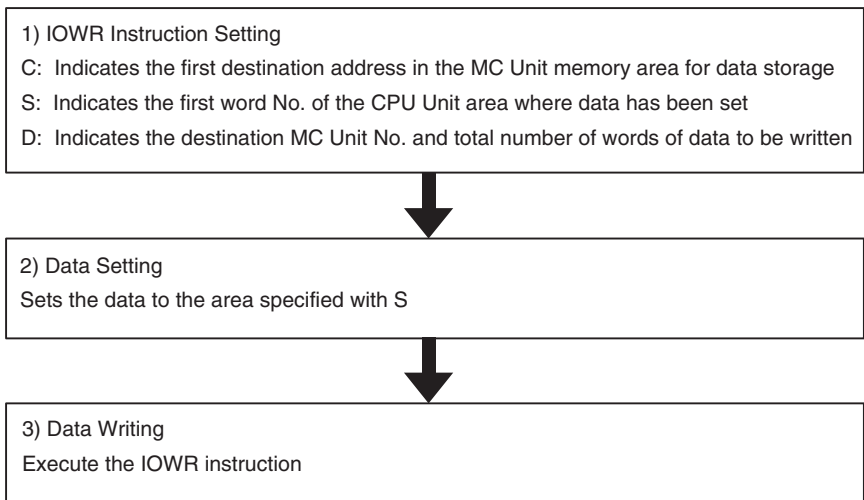 1) IOWR Instruction Setting
C: Indicates the first destination address in the MC Unit memory area for data storage
S: Indicates the first word No. of the CPU Unit area where data has been set
D: Indicates the destination MC Unit No. and total number of words of data to be written
2) Data Setting
Sets the data to the area specified with S
3) Data Writing
Execute the IOWR instruction